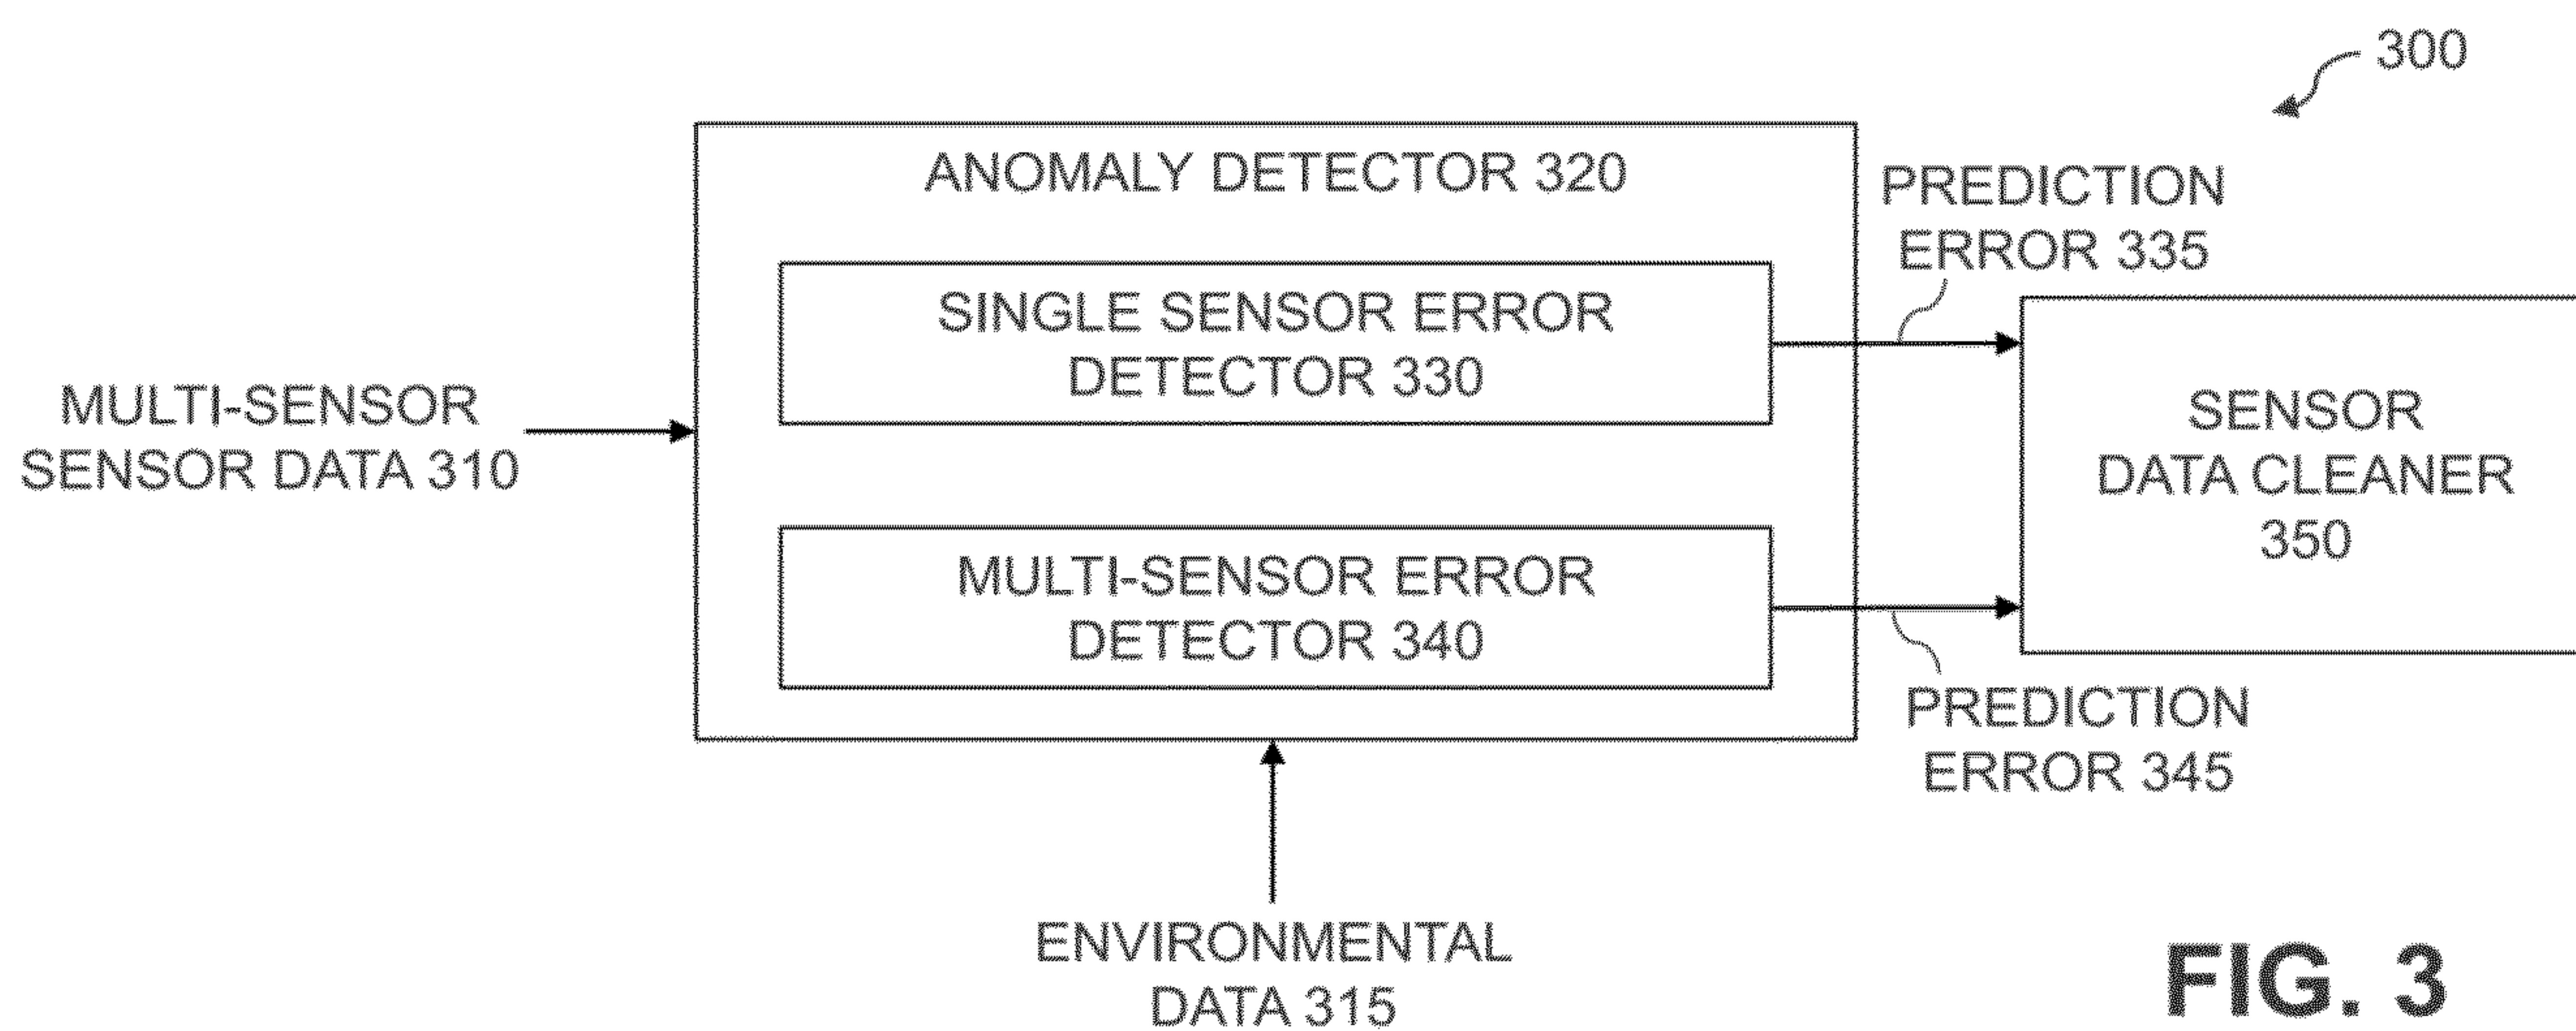 300
ANOMALY DETECTOR 320
PREDICTION
ERROR 335
SINGLE SENSOR ERROR
DETECTOR 330
MULTI-SENSOR
SENSOR DATA 310
SENSOR
DATA CLEANER
350
MULTI-SENSOR ERROR
DETECTOR 340
PREDICTION
ERROR 345
ENVIRONMENTAL
DATA 315
FIG. 3